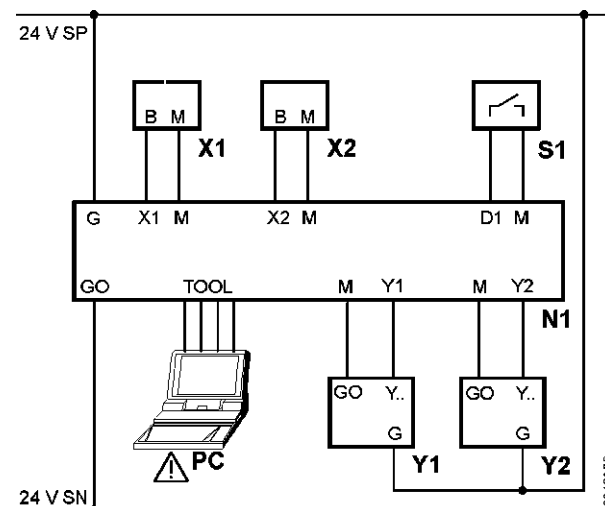 24 V SP
B M
X1
B M
X2
S1
G X1 M X2 M D1 M
GO TOOL M Y1 M Y2
N1
GO Y..
G
Y1
GO Y..
G
Y2
PC
24 V SN